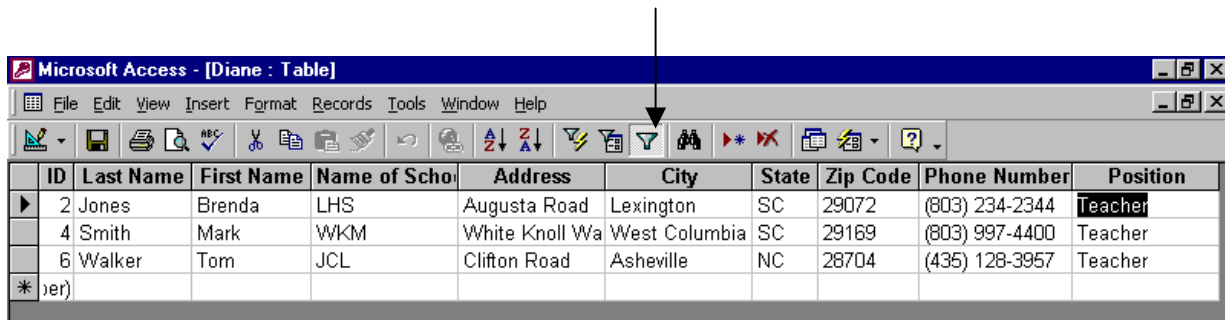 Microsoft Access - [Diane : Table]
File Edit View Insert Format Records Tools Window Help
ABC A Z Z A
ID Last Name First Name Name of Schoo Address City State Zip Code Phone Number Position
2 Jones Brenda LHS Augusta Road Lexington SC 29072 (803) 234-2344 Teacher
4 Smith Mark WKM White Knoll Wa West Columbia SC 29169 (803) 997-4400 Teacher
6 Walker Tom JCL Clifton Road Asheville NC 28704 (435) 128-3957 Teacher
ber)